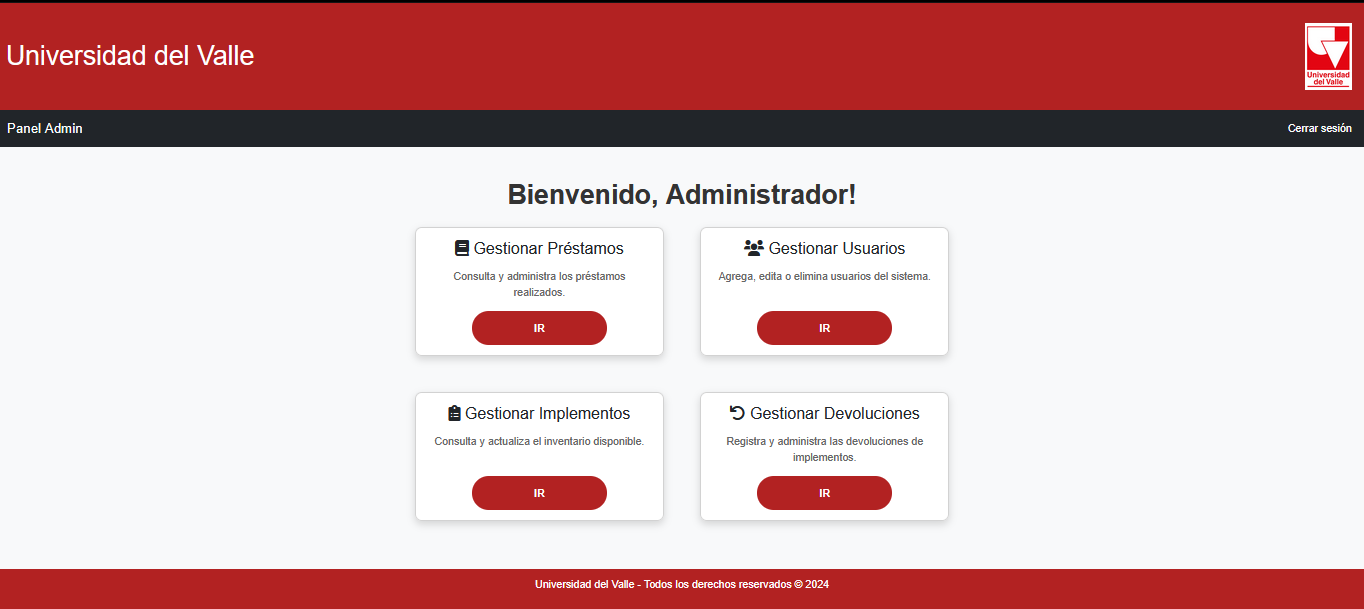 Universidad del Valle
Universidad
del Valle
Panel Admin
Cerrar sesión
Bienvenido, Administrador!
Gestionar Préstamos
Consulta y administra los préstamos
realizados.
IR
Gestionar Usuarios
Agrega, edita o elimina usuarios del sistema.
IR
Gestionar Implementos
Consulta y actualiza el inventario disponible.
IR
Gestionar Devoluciones
Registra y administra las devoluciones de
implementos.
IR
Universidad del Valle - Todos los derechos reservados © 2024